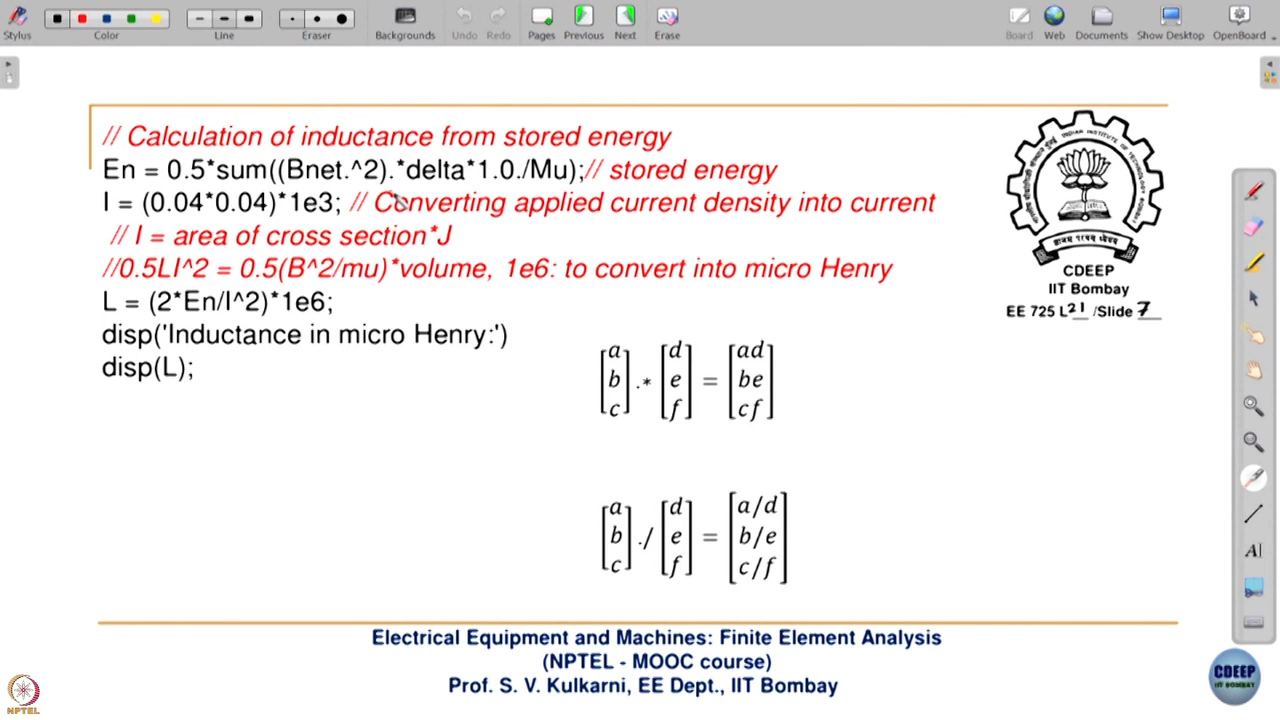 Stylus
Color
Line
Eraser
Backgrounds
Undo
Redo
Pages
Previous
Next
Erase
Board
Web
Documents
Show Desktop
OpenBoard
// Calculation of inductance from stored energy
En = 0.5*sum((Bnet.^2).*delta*1.0./Mu);// stored energy
I = (0.04*0.04)*1e3; // Converting applied current density into current
// I = area of cross section*J
//0.5LI^2 = 0.5(B^2/mu)*volume, 1e6: to convert into micro Henry
L = (2*En/I^2)*1e6;
disp('Inductance in micro Henry:')
disp(L);
CDEEP
IIT Bombay
EE 725 L 21 /Slide 7
[a b c] .* [d e f] = [ad be cf]
[a b c] ./ [d e f] = [a/d b/e c/f]
Electrical Equipment and Machines: Finite Element Analysis
(NPTEL - MOOC course)
Prof. S. V. Kulkarni, EE Dept., IIT Bombay
NPTEL
CDEEP
IIT BOMBAY